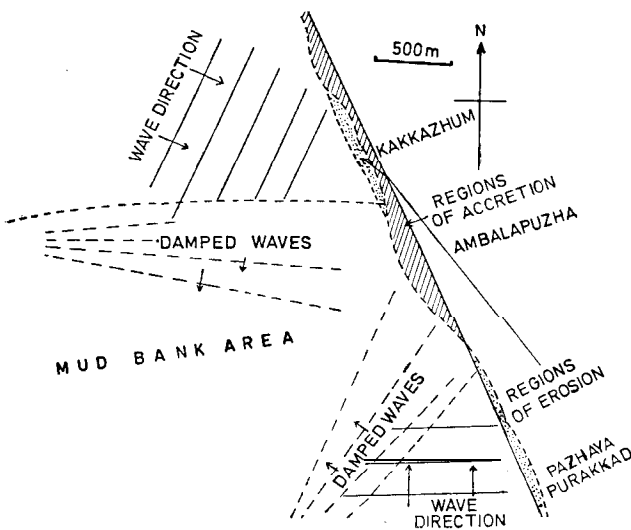 N
500m
WAVE DIRECTION
KAKKAZHUM
REGIONS
OF ACCRETION
AMBALAPUZHA
DAMPED WAVES
MUD BANK AREA
REGIONS
OF EROSION
DAMPED WAVES
PAZHAYA
PURAKKAD
WAVE
DIRECTION